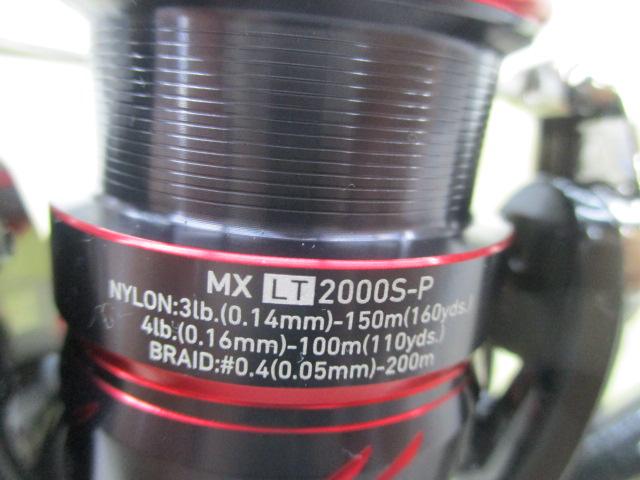 MX LT 2000S-P
NYLON:3lb.(0.14mm)-150m(160yds.)
4lb.(0.16mm)-100m(110yds.)
BRAID:#0.4(0.05mm)-200m